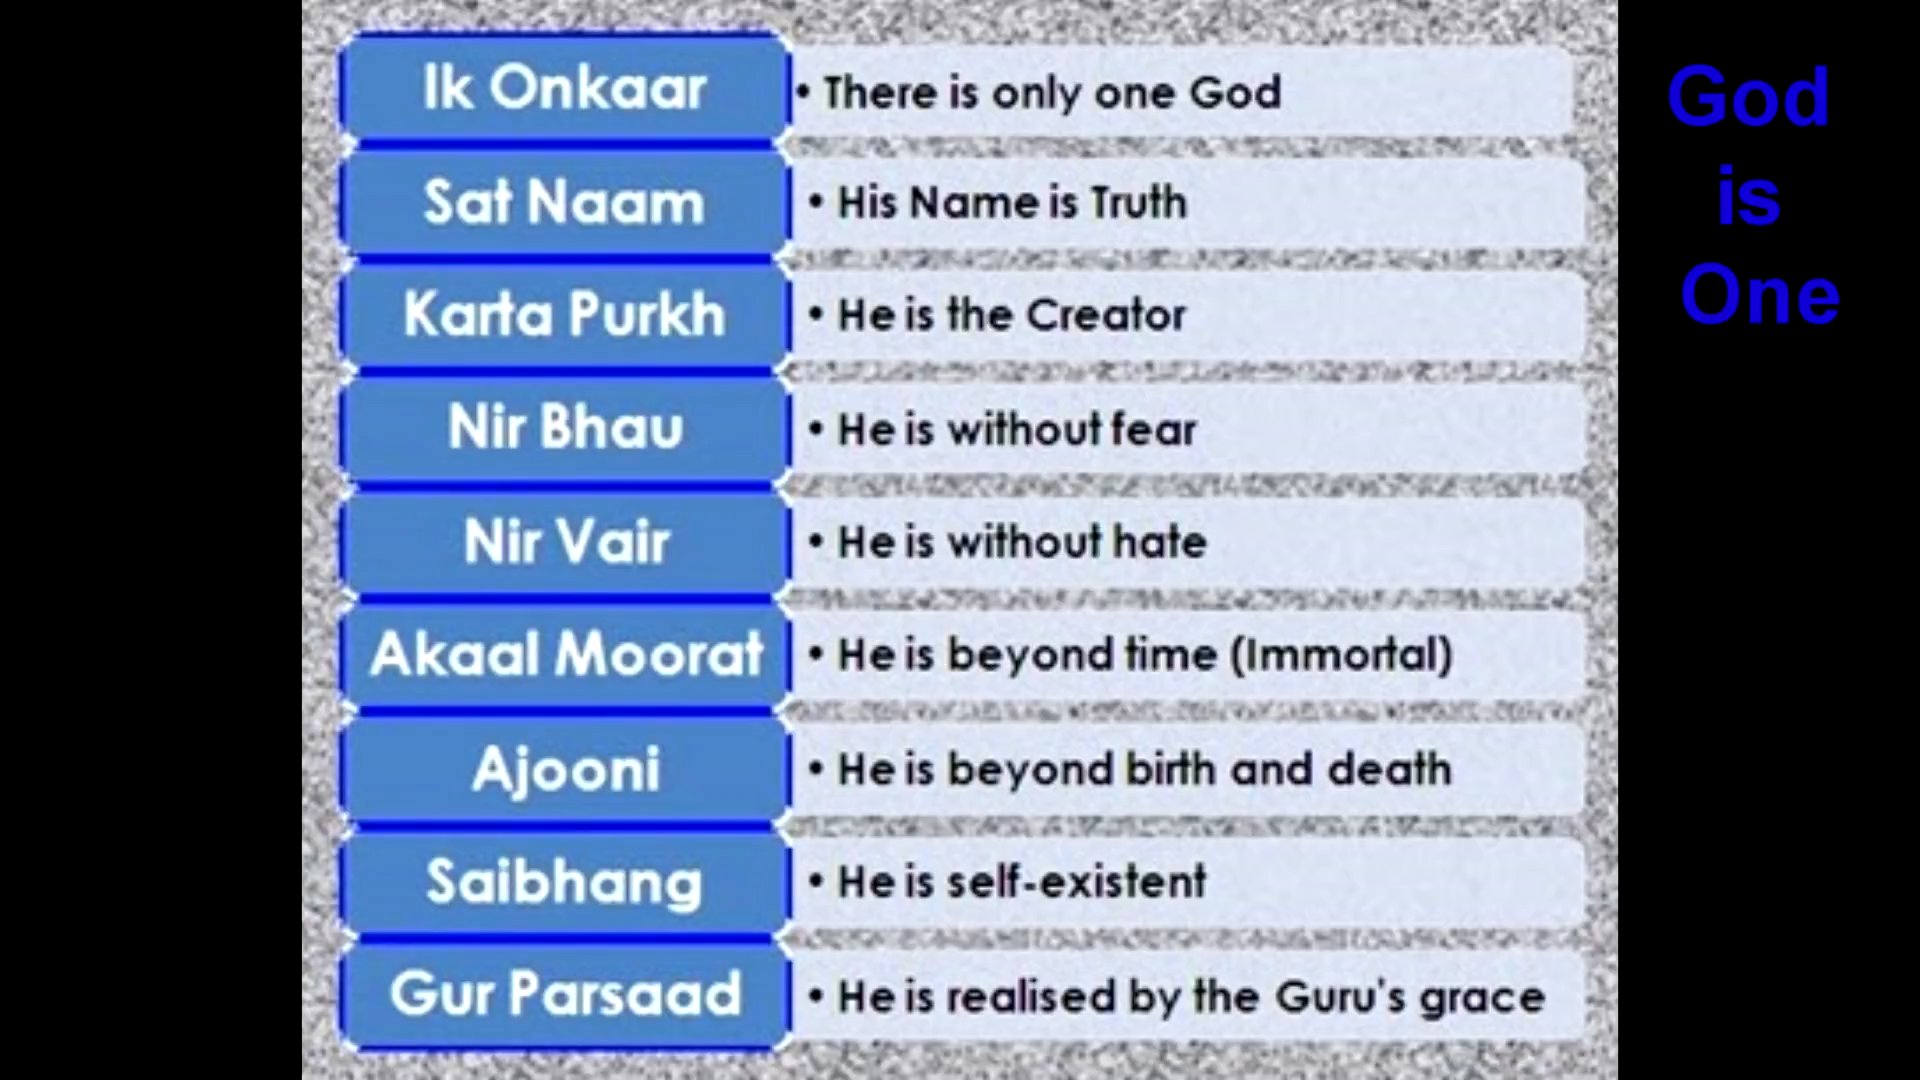 Ik Onkaar
• There is only one God
Sat Naam
• His Name is Truth
Karta Purkh
• He is the Creator
Nir Bhau
• He is without fear
Nir Vair
• He is without hate
Akaal Moorat
• He is beyond time (Immortal)
Ajooni
• He is beyond birth and death
Saibhang
• He is self-existent
Gur Parsaad
• He is realised by the Guru's grace
God
is
One